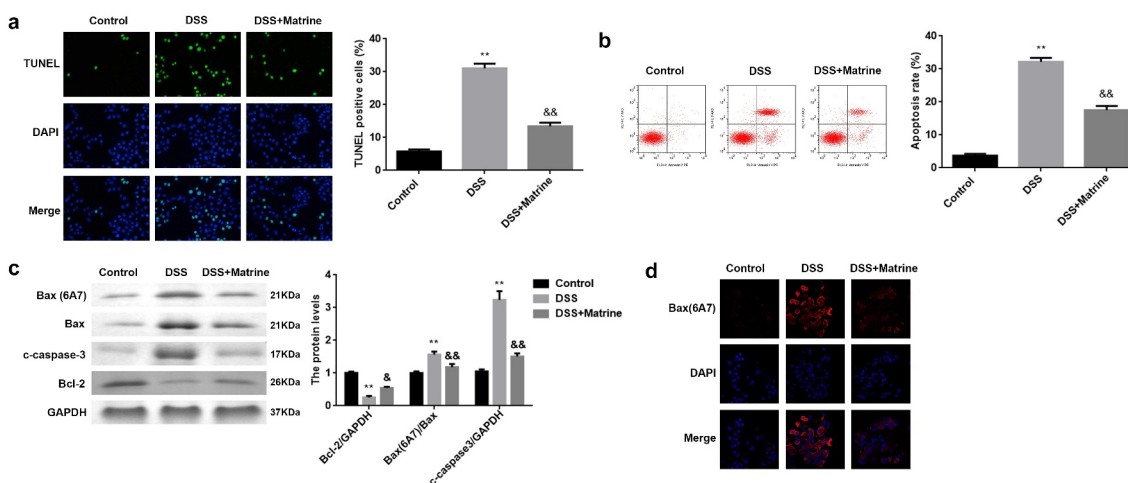 a
Control DSS DSS+Matrine
TUNEL
DAPI
Merge
TUNEL positive cells (%)
40
30
20
10
0
**
&&
Control
DSS
DSS+Matrine
b
Control DSS DSS+Matrine
Apoptosis rate (%)
40
30
20
10
0
**
&&
Control
DSS
DSS+Matrine
c
Control DSS DSS+Matrine
Bax (6A7) 21KDa
Bax 21KDa
c-caspase-3 17KDa
Bcl-2 26KDa
GAPDH 37KDa
The protein levels
4
3
2
1
0
Control
DSS
DSS+Matrine
** & ** && ** &&
Bcl-2/GAPDH
Bax(6A7)/Bax
c-caspase3/GAPDH
d
Control DSS DSS+Matrine
Bax(6A7)
DAPI
Merge